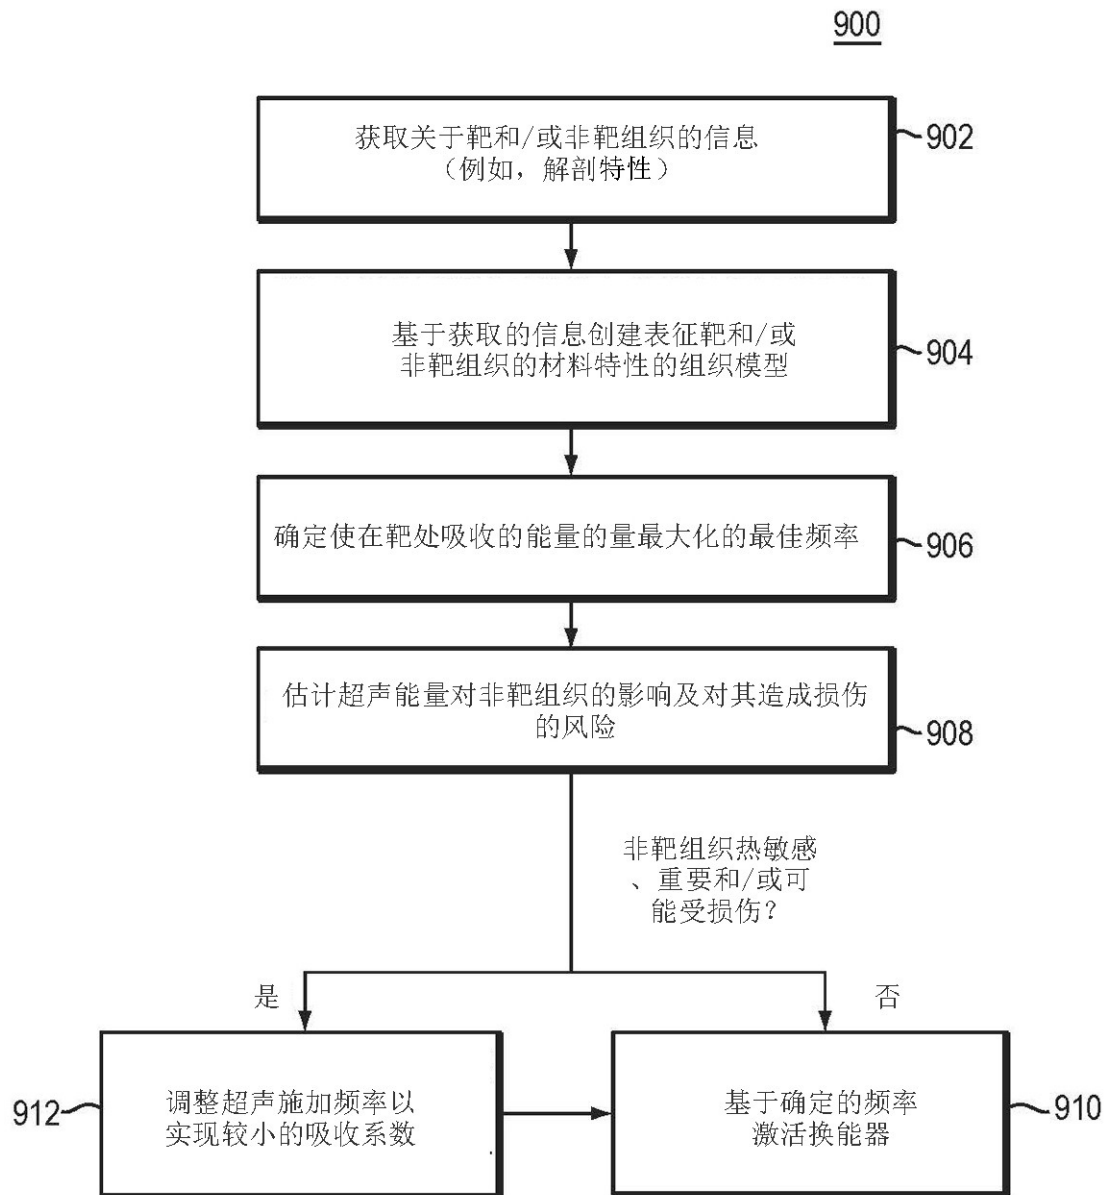 900
获取关于靶和/或非靶组织的信息
（例如，解剖特性）
902
基于获取的信息创建表征靶和/或
非靶组织的材料特性的组织模型
904
确定使在靶处吸收的能量的量最大化的最佳频率
906
估计超声能量对非靶组织的影响及对其造成损伤
的风险
908
非靶组织热敏感
、重要和/或可
能受损伤？
是
否
912
调整超声施加频率以
实现较小的吸收系数
基于确定的频率
激活换能器
910